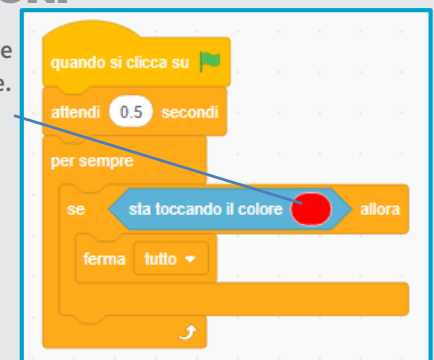 e
e.
quando si clicca su
attendi 0.5 secondi
per sempre
se sta toccando il colore allora
ferma tutto